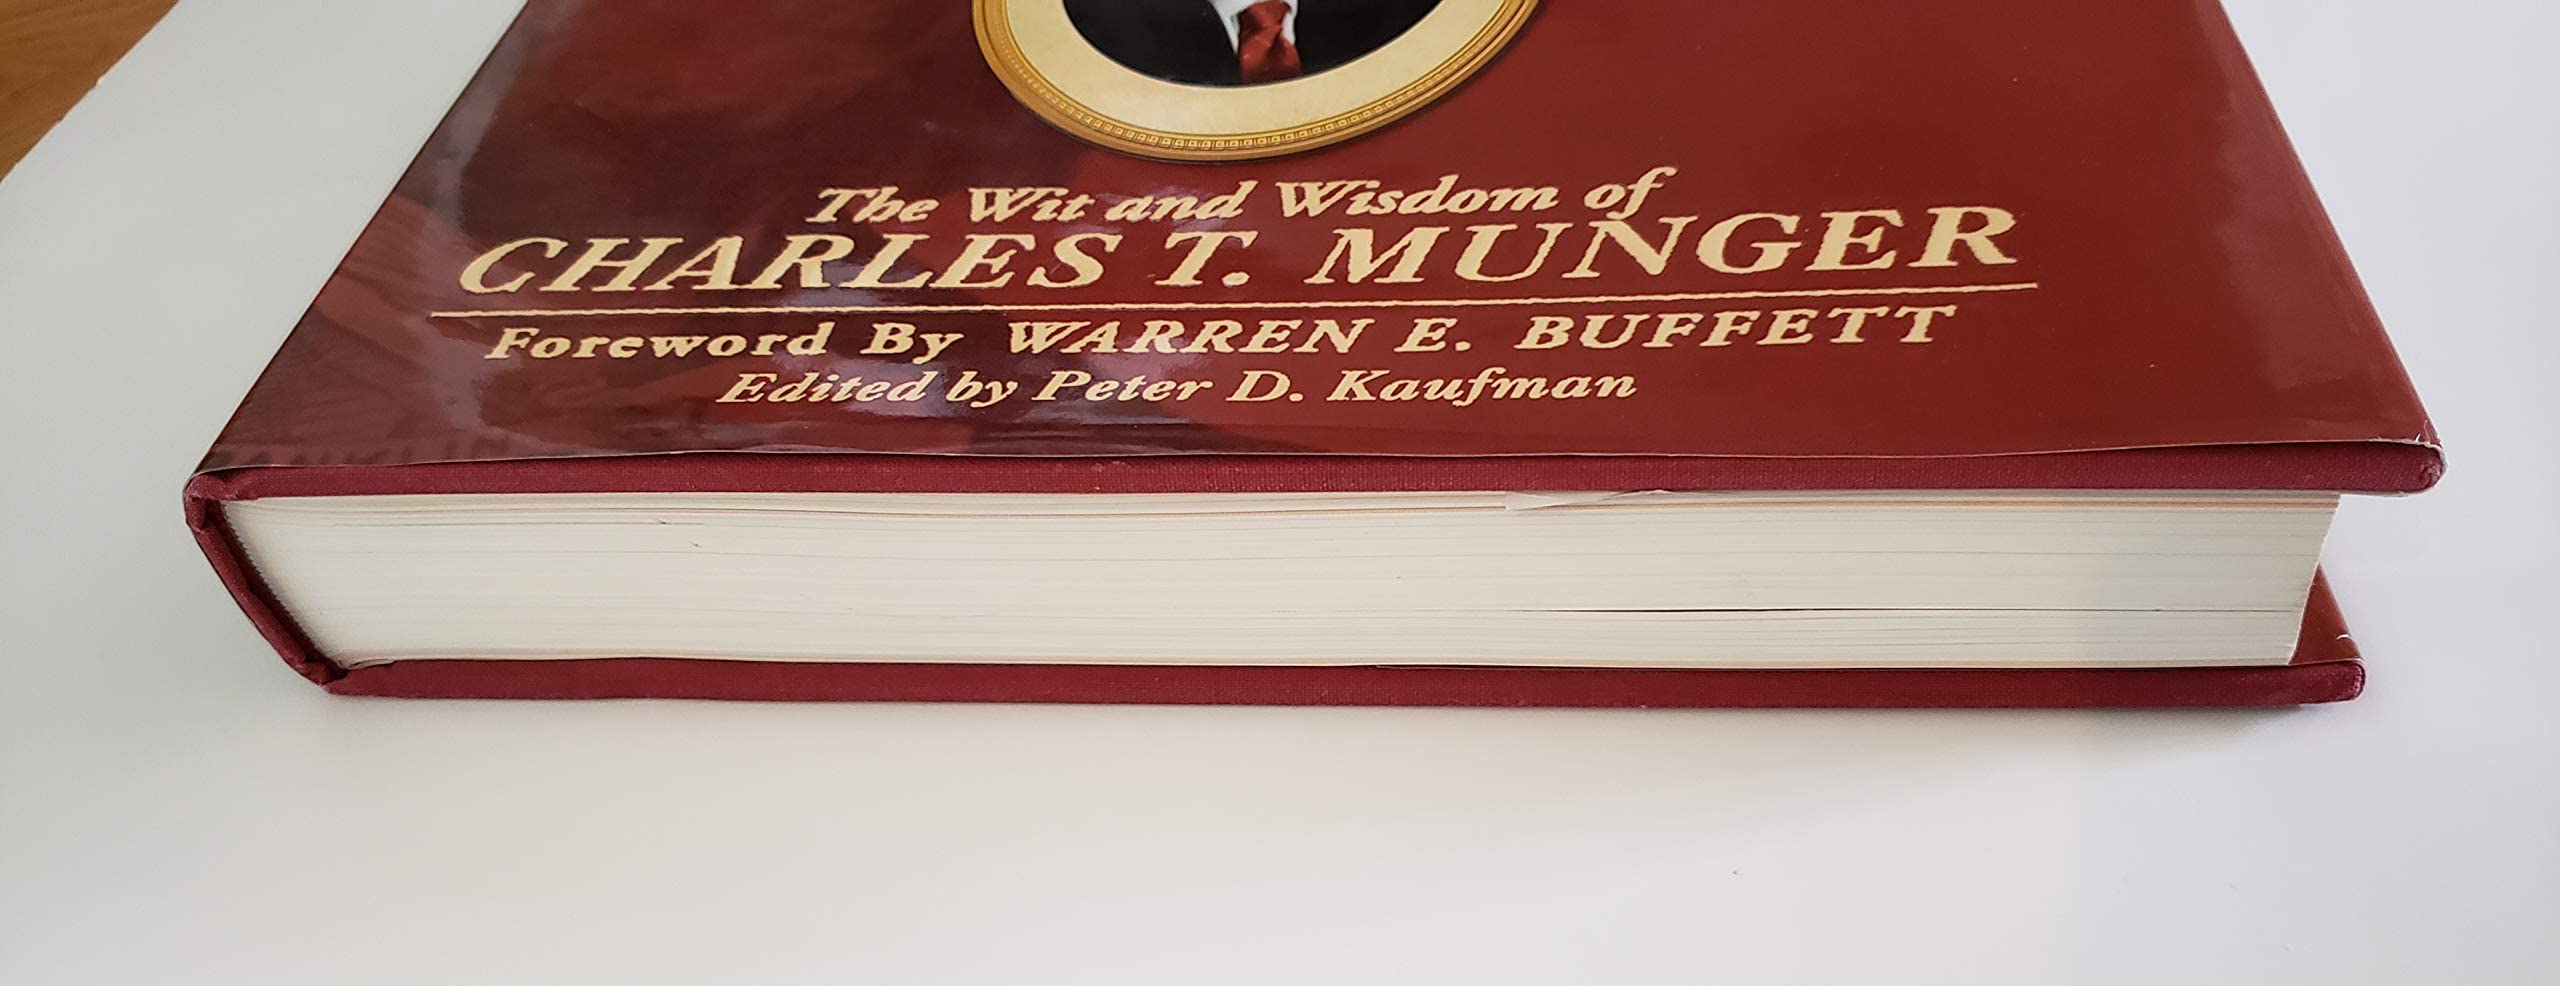 The Wit and Wisdom of
CHARLES T. MUNGER
Foreword By WARREN E. BUFFETT
Edited by Peter D. Kaufman